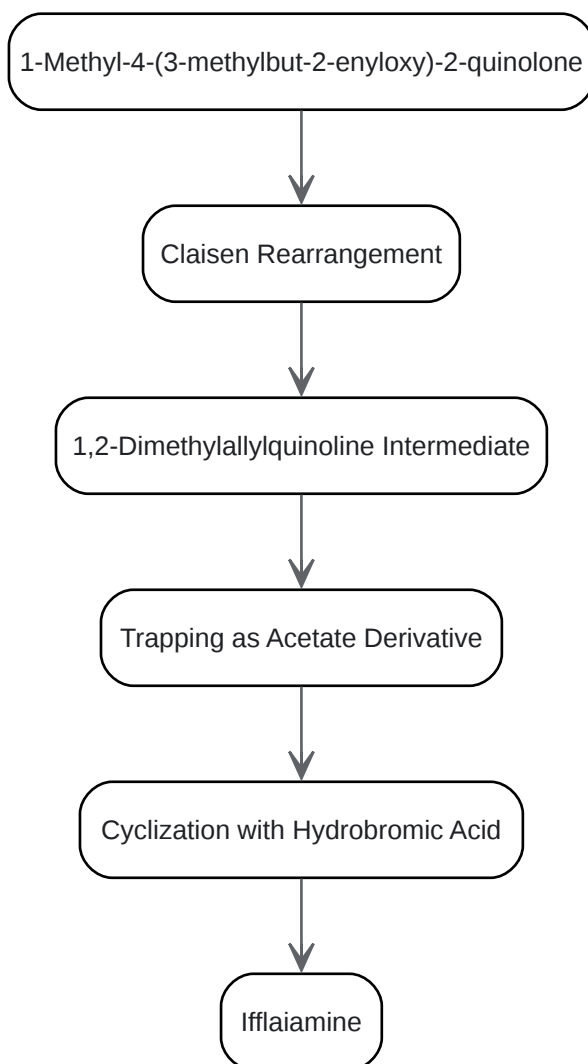 1-Methyl-4-(3-methylbut-2-enyloxy)-2-quinolone
Claisen Rearrangement
1,2-Dimethylallylquinoline Intermediate
Trapping as Acetate Derivative
Cyclization with Hydrobromic Acid
Ifflaiamine